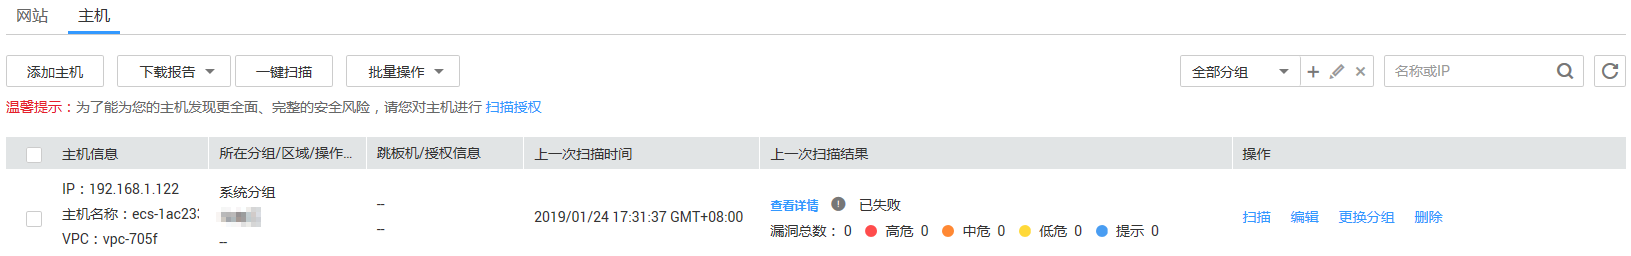 网站 主机
添加主机 下载报告 一键扫描 批量操作 全部分组 名称或IP
温馨提示：为了能为您的主机发现更全面、完整的安全风险，请您对主机进行 扫描授权
主机信息 所在分组/区域/操作... 跳板机/授权信息 上一次扫描时间 上一次扫描结果 操作
IP：192.168.1.122
主机名称：ecs-1ac233
VPC：vpc-705f
系统分组
--
--
--
2019/01/24 17:31:37 GMT+08:00
查看详情 已失败
漏洞总数： 0 高危 0 中危 0 低危 0 提示 0
扫描 编辑 更换分组 删除